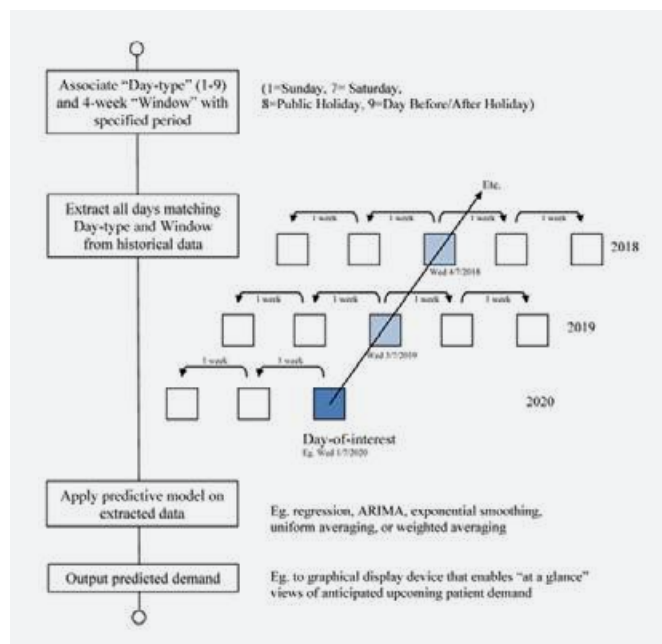 Associate "Day-type" (1-9)
and 4-week "Window" with
specified period
(1=Sunday, 7= Saturday,
8=Public Holiday, 9=Day Before/After Holiday)
Extract all days matching
Day-type and Window
from historical data
Etc.
1 week 1 week 1 week 1 week
2018
Wed 4/7/2018
1 week 1 week 1 week 1 week
2019
Wed 3/7/2019
1 week 1 week
2020
Day-of-interest
Eg. Wed 1/7/2020
Apply predictive model on
extracted data
Eg. regression, ARIMA, exponential smoothing,
uniform averaging, or weighted averaging
Output predicted demand
Eg. to graphical display device that enables "at a glance"
views of anticipated upcoming patient demand